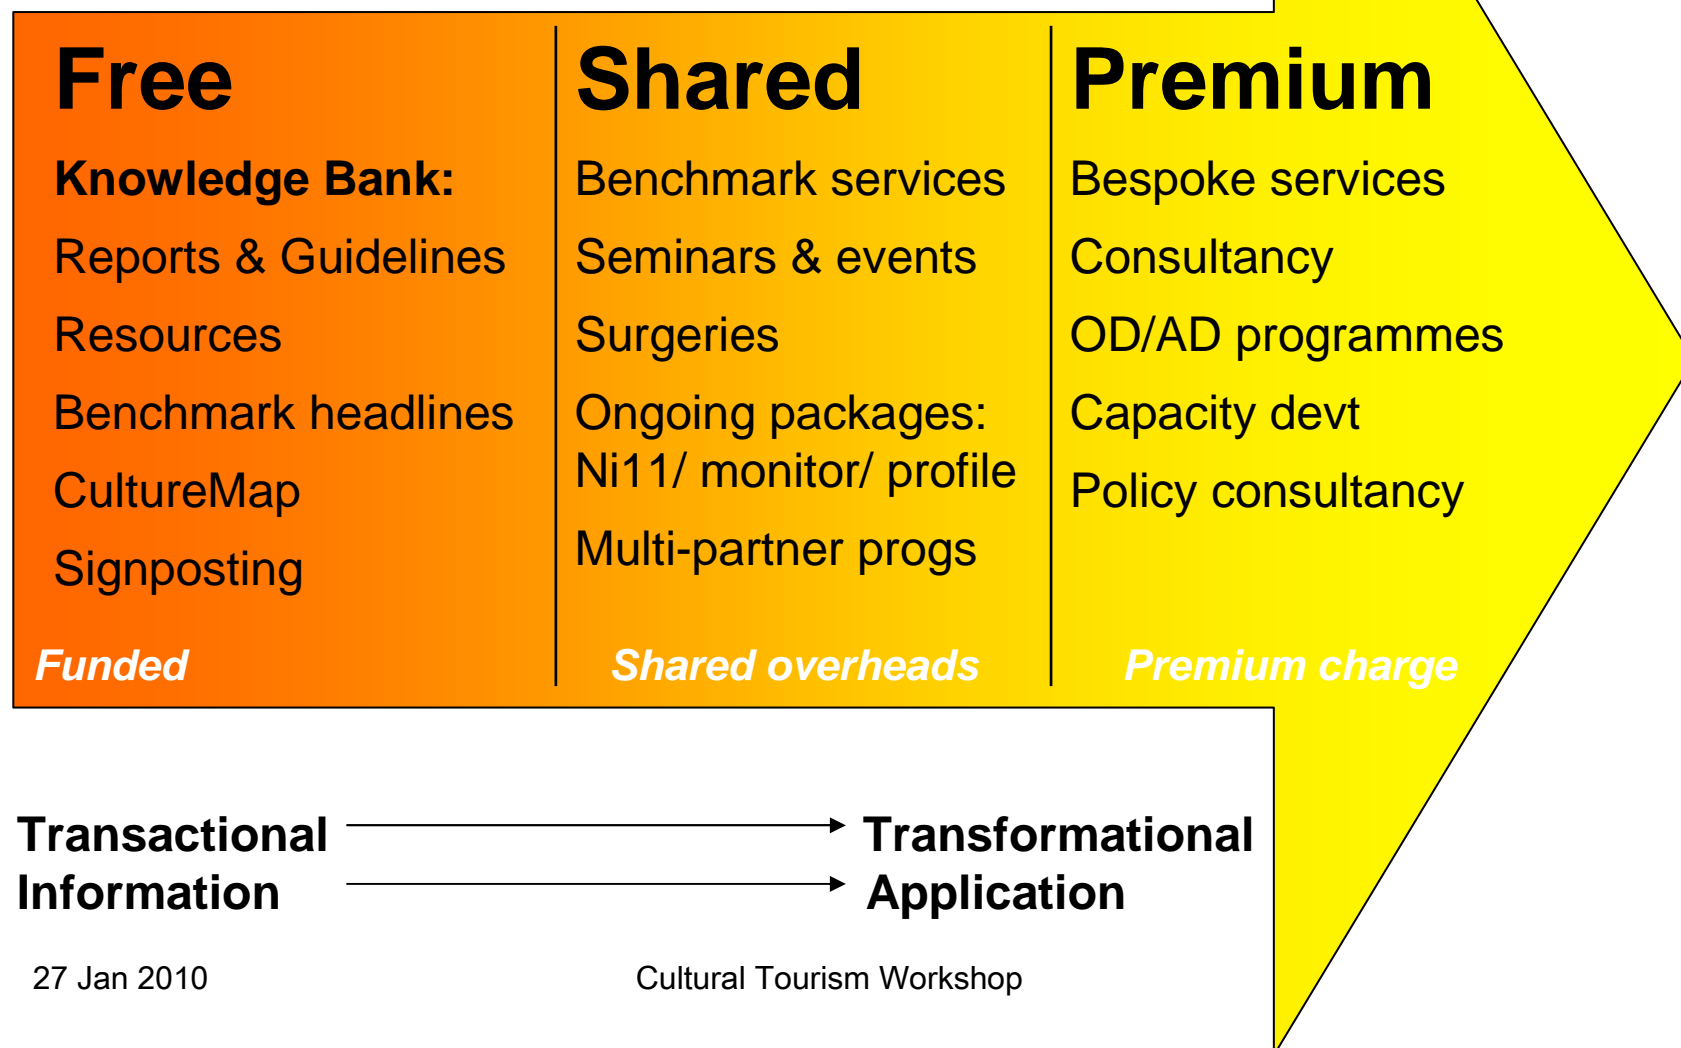 Free
Knowledge Bank:
Reports & Guidelines
Resources
Benchmark headlines
CultureMap
Signposting
Funded
Shared
Benchmark services
Seminars & events
Surgeries
Ongoing packages:
Ni11/ monitor/ profile
Multi-partner progs
Shared overheads
Premium
Bespoke services
Consultancy
OD/AD programmes
Capacity devt
Policy consultancy
Premium charge
Transactional
Transformational
Information
Application
27 Jan 2010
Cultural Tourism Workshop